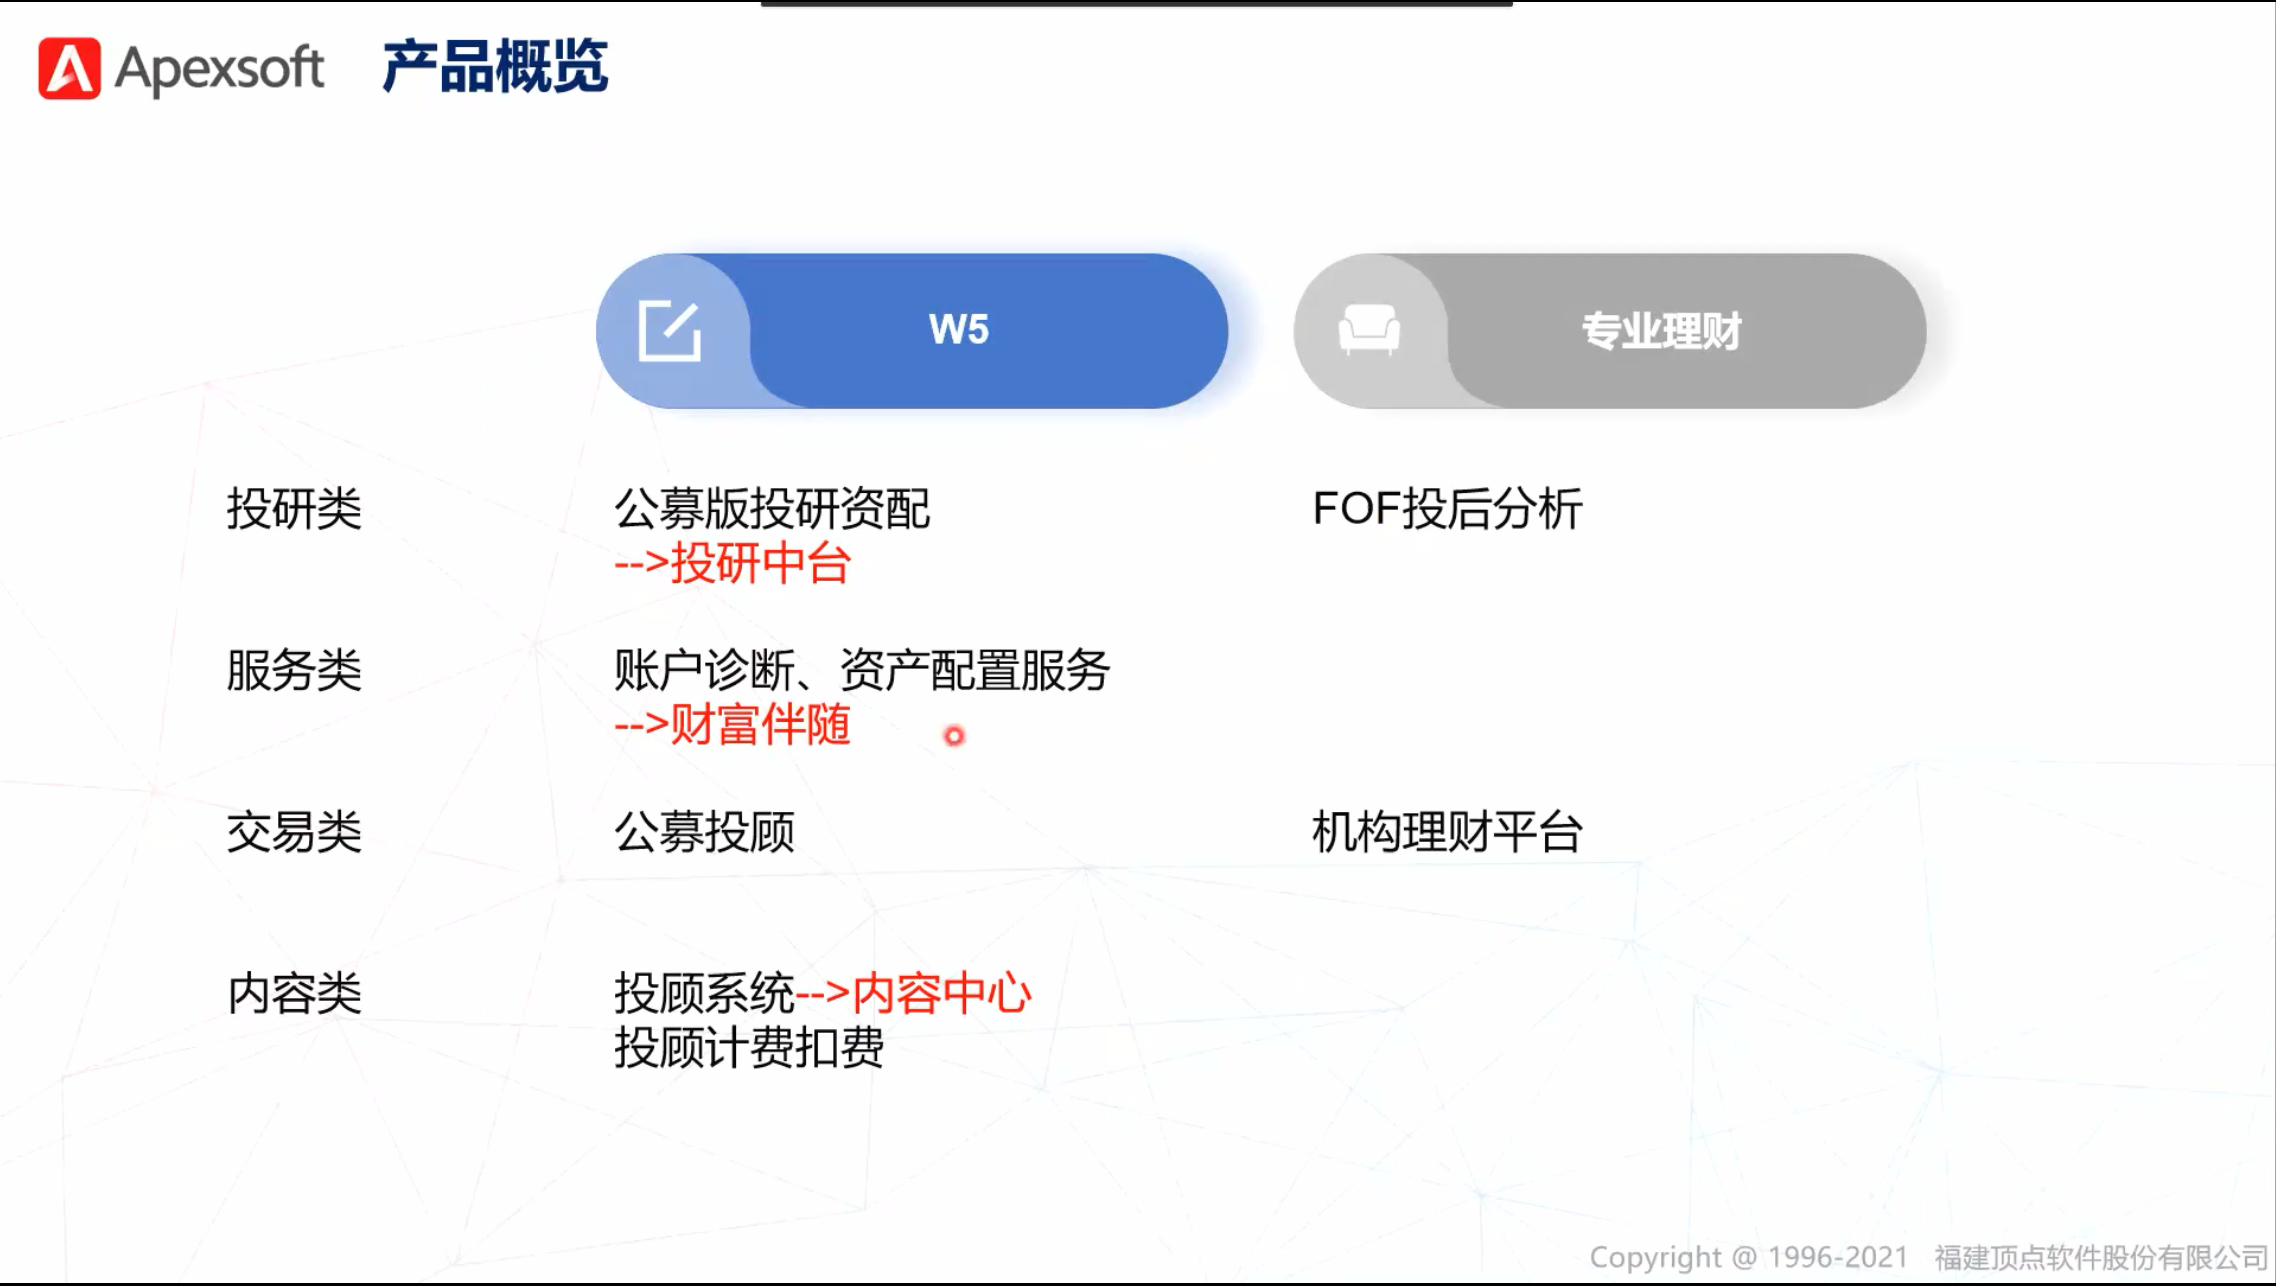 Apexsoft 产品概览
W5
专业理财
投研类
公募版投研资配
-->投研中台
FOF投后分析
服务类
账户诊断、资产配置服务
-->财富伴随
交易类
公募投顾
机构理财平台
内容类
投顾系统-->内容中心
投顾计费扣费
Copyright @ 1996-2021 福建顶点软件股份有限公司